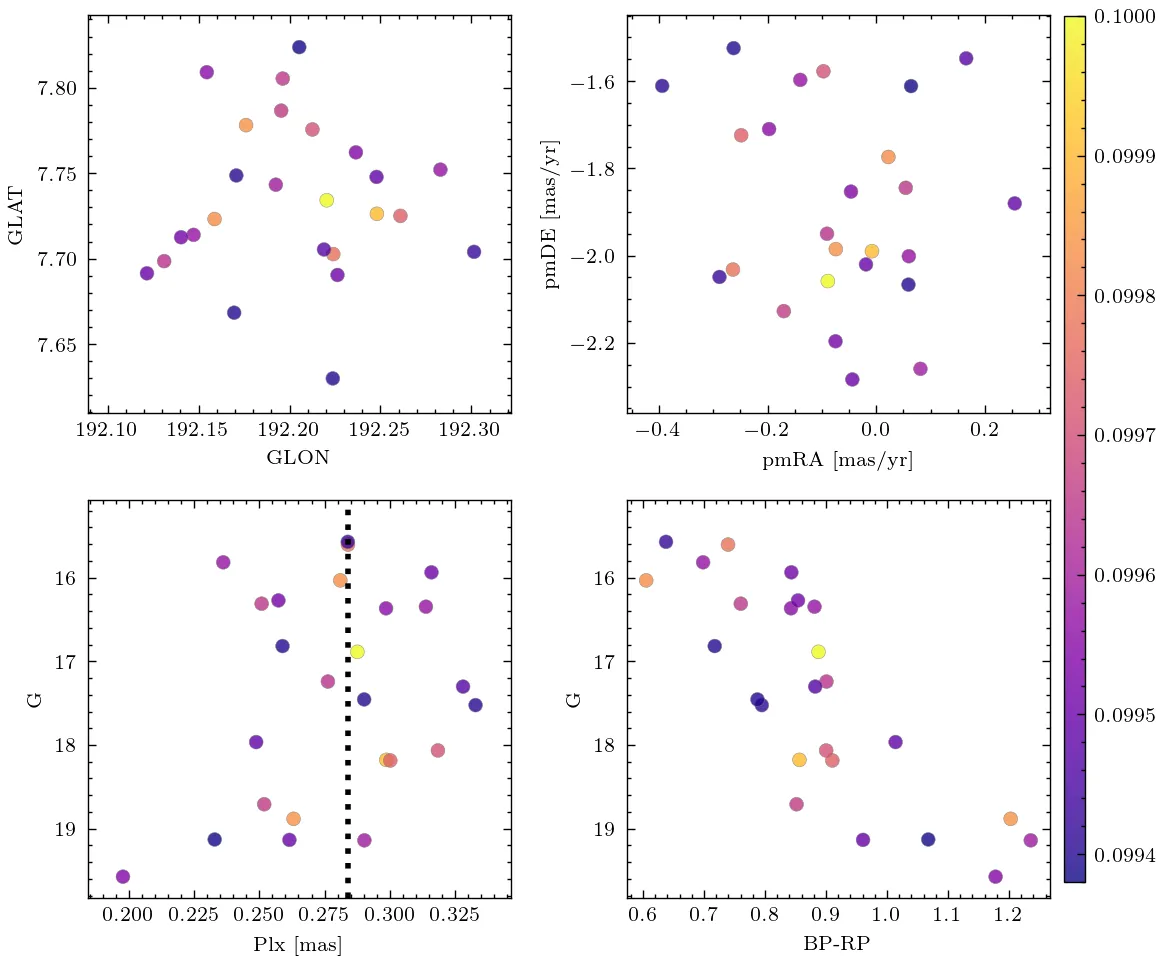 7.80
7.75
7.70
7.65
GLAT
192.10 192.15 192.20 192.25 192.30
GLON
−1.6
−1.8
−2.0
−2.2
pmDE [mas/yr]
−0.4 −0.2 0.0 0.2
pmRA [mas/yr]
0.1000
0.0999
0.0998
0.0997
0.0996
0.0995
0.0994
16
17
18
19
G
0.200 0.225 0.250 0.275 0.300 0.325
Plx [mas]
16
17
18
19
G
0.6 0.7 0.8 0.9 1.0 1.1 1.2
BP-RP